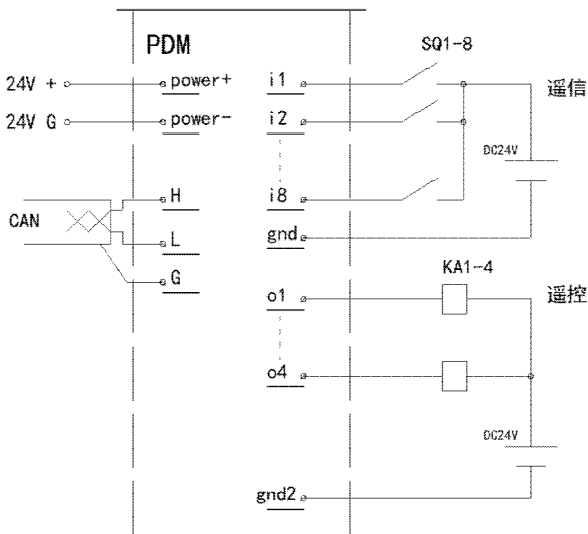 PDM
SQ1-8
24V +
power+
i1
遥信
24V G
power-
i2
DC24V
CAN
H
i8
L
gnd
G
KA1-4
o1
遥控
o4
DC24V
gnd2